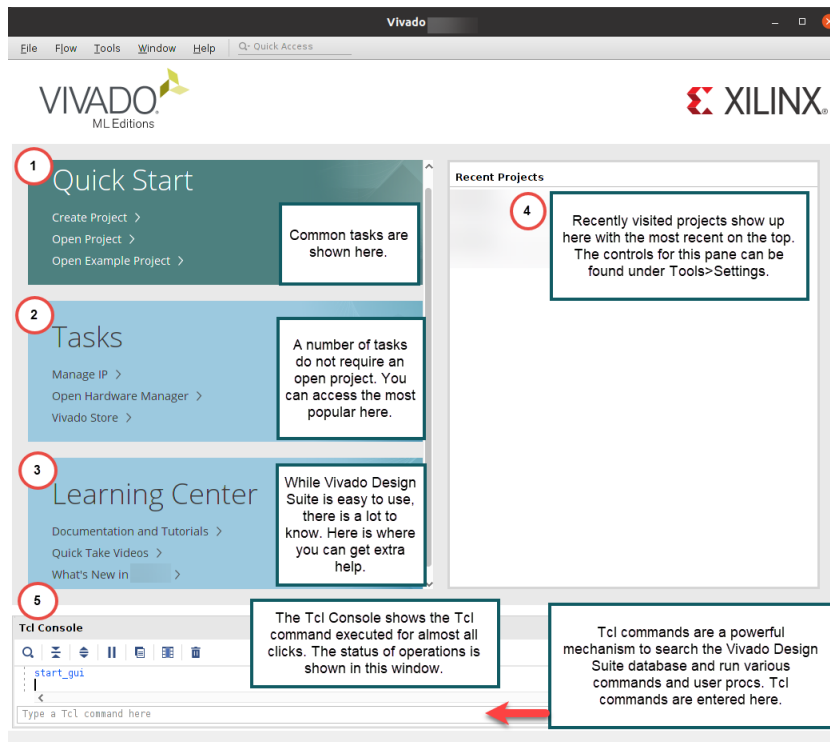 Vivado
File Flow Tools Window Help Quick Access
VIVADO.
ML Editions
XILINX.
1
Quick Start
Create Project >
Open Project >
Open Example Project >
Common tasks are
shown here.
Recent Projects
4
Recently visited projects show up
here with the most recent on the top.
The controls for this pane can be
found under Tools>Settings.
2
Tasks
Manage IP >
Open Hardware Manager >
Vivado Store >
A number of tasks
do not require an
open project. You
can access the most
popular here.
3
Learning Center
Documentation and Tutorials >
Quick Take Videos >
What's New in >
While Vivado Design
Suite is easy to use,
there is a lot to
know. Here is where
you can get extra
help.
5
Tcl Console
start_gui
Type a Tcl command here
The Tcl Console shows the Tcl
command executed for almost all
clicks. The status of operations is
shown in this window.
Tcl commands are a powerful
mechanism to search the Vivado Design
Suite database and run various
commands and user procs. Tcl
commands are entered here.